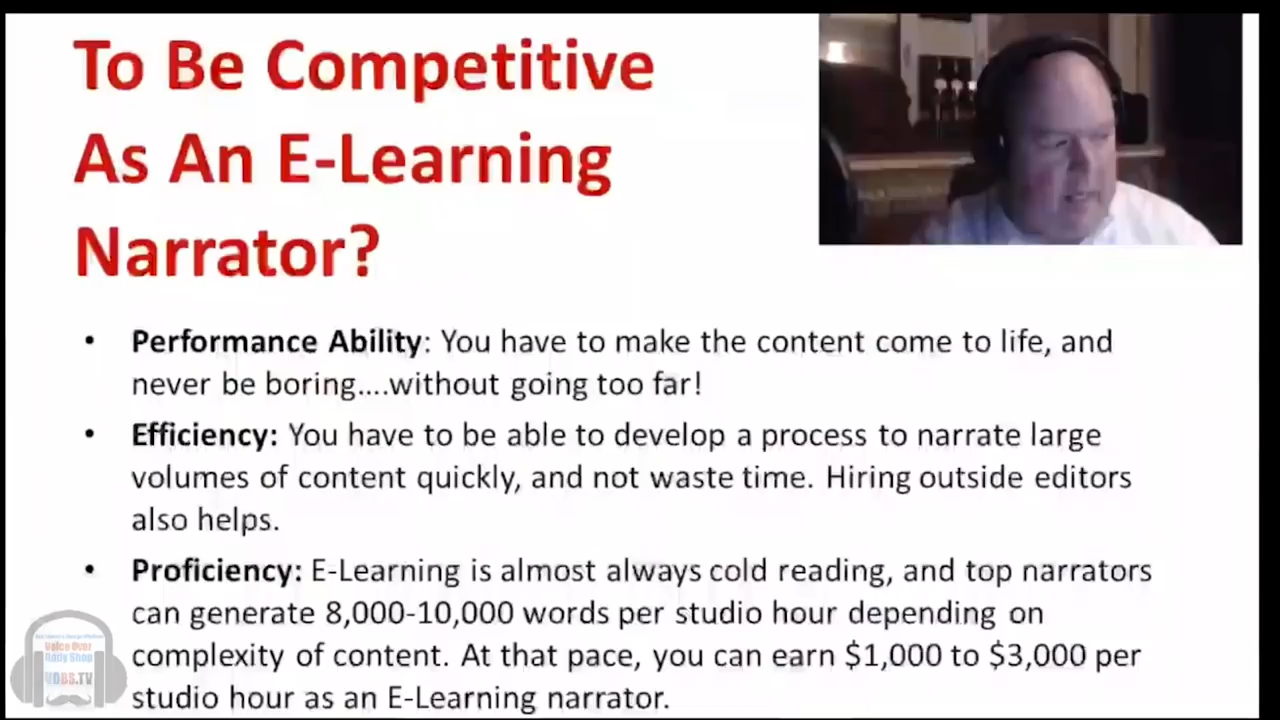 To Be Competitive
As An E-Learning
Narrator?
• Performance Ability: You have to make the content come to life, and
never be boring....without going too far!
• Efficiency: You have to be able to develop a process to narrate large
volumes of content quickly, and not waste time. Hiring outside editors
also helps.
• Proficiency: E-Learning is almost always cold reading, and top narrators
can generate 8,000-10,000 words per studio hour depending on
complexity of content. At that pace, you can earn $1,000 to $3,000 per
studio hour as an E-Learning narrator.
Voice Over
Body Shop
VOBS.TV